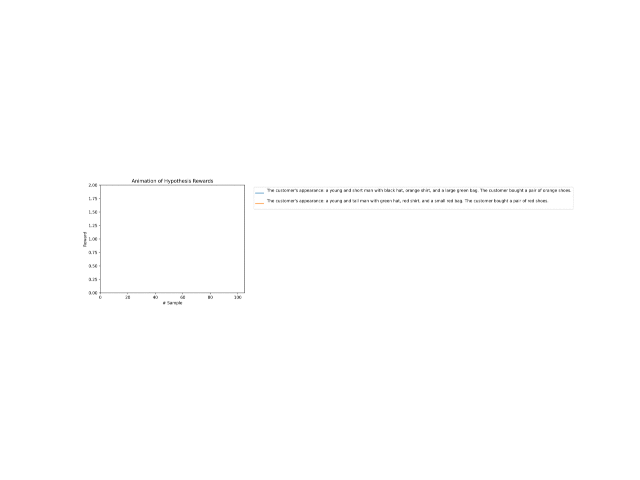 Animation of Hypothesis Rewards
2.00
1.75
1.50
1.25
1.00
0.75
0.50
0.25
0.00
Reward
0 20 40 60 80 100
# Sample
The customer's appearance: a young and short man with black hat, orange shirt, and a large green bag. The customer bought a pair of orange shoes.
The customer's appearance: a young and tall man with green hat, red shirt, and a small red bag. The customer bought a pair of red shoes.